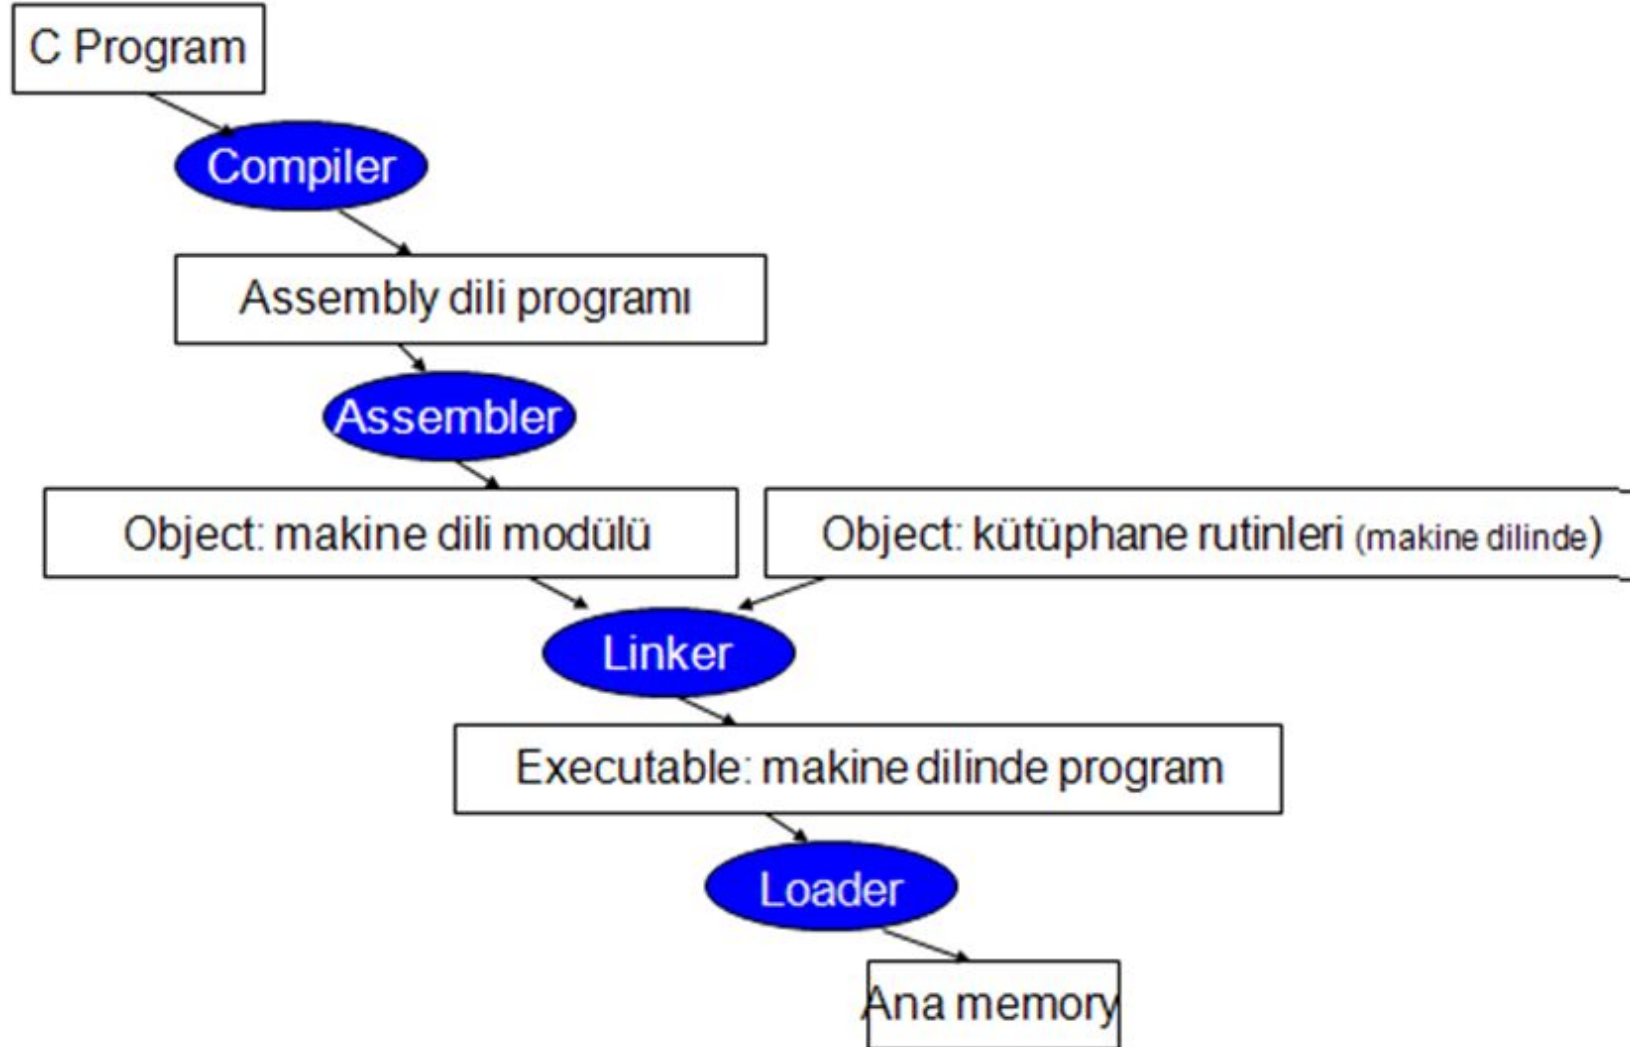 C Program
Compiler
Assembly dili programı
Assembler
Object: makine dili modülü
Object: kütüphane rutinleri (makine dilinde)
Linker
Executable: makine dilinde program
Loader
Ana memory